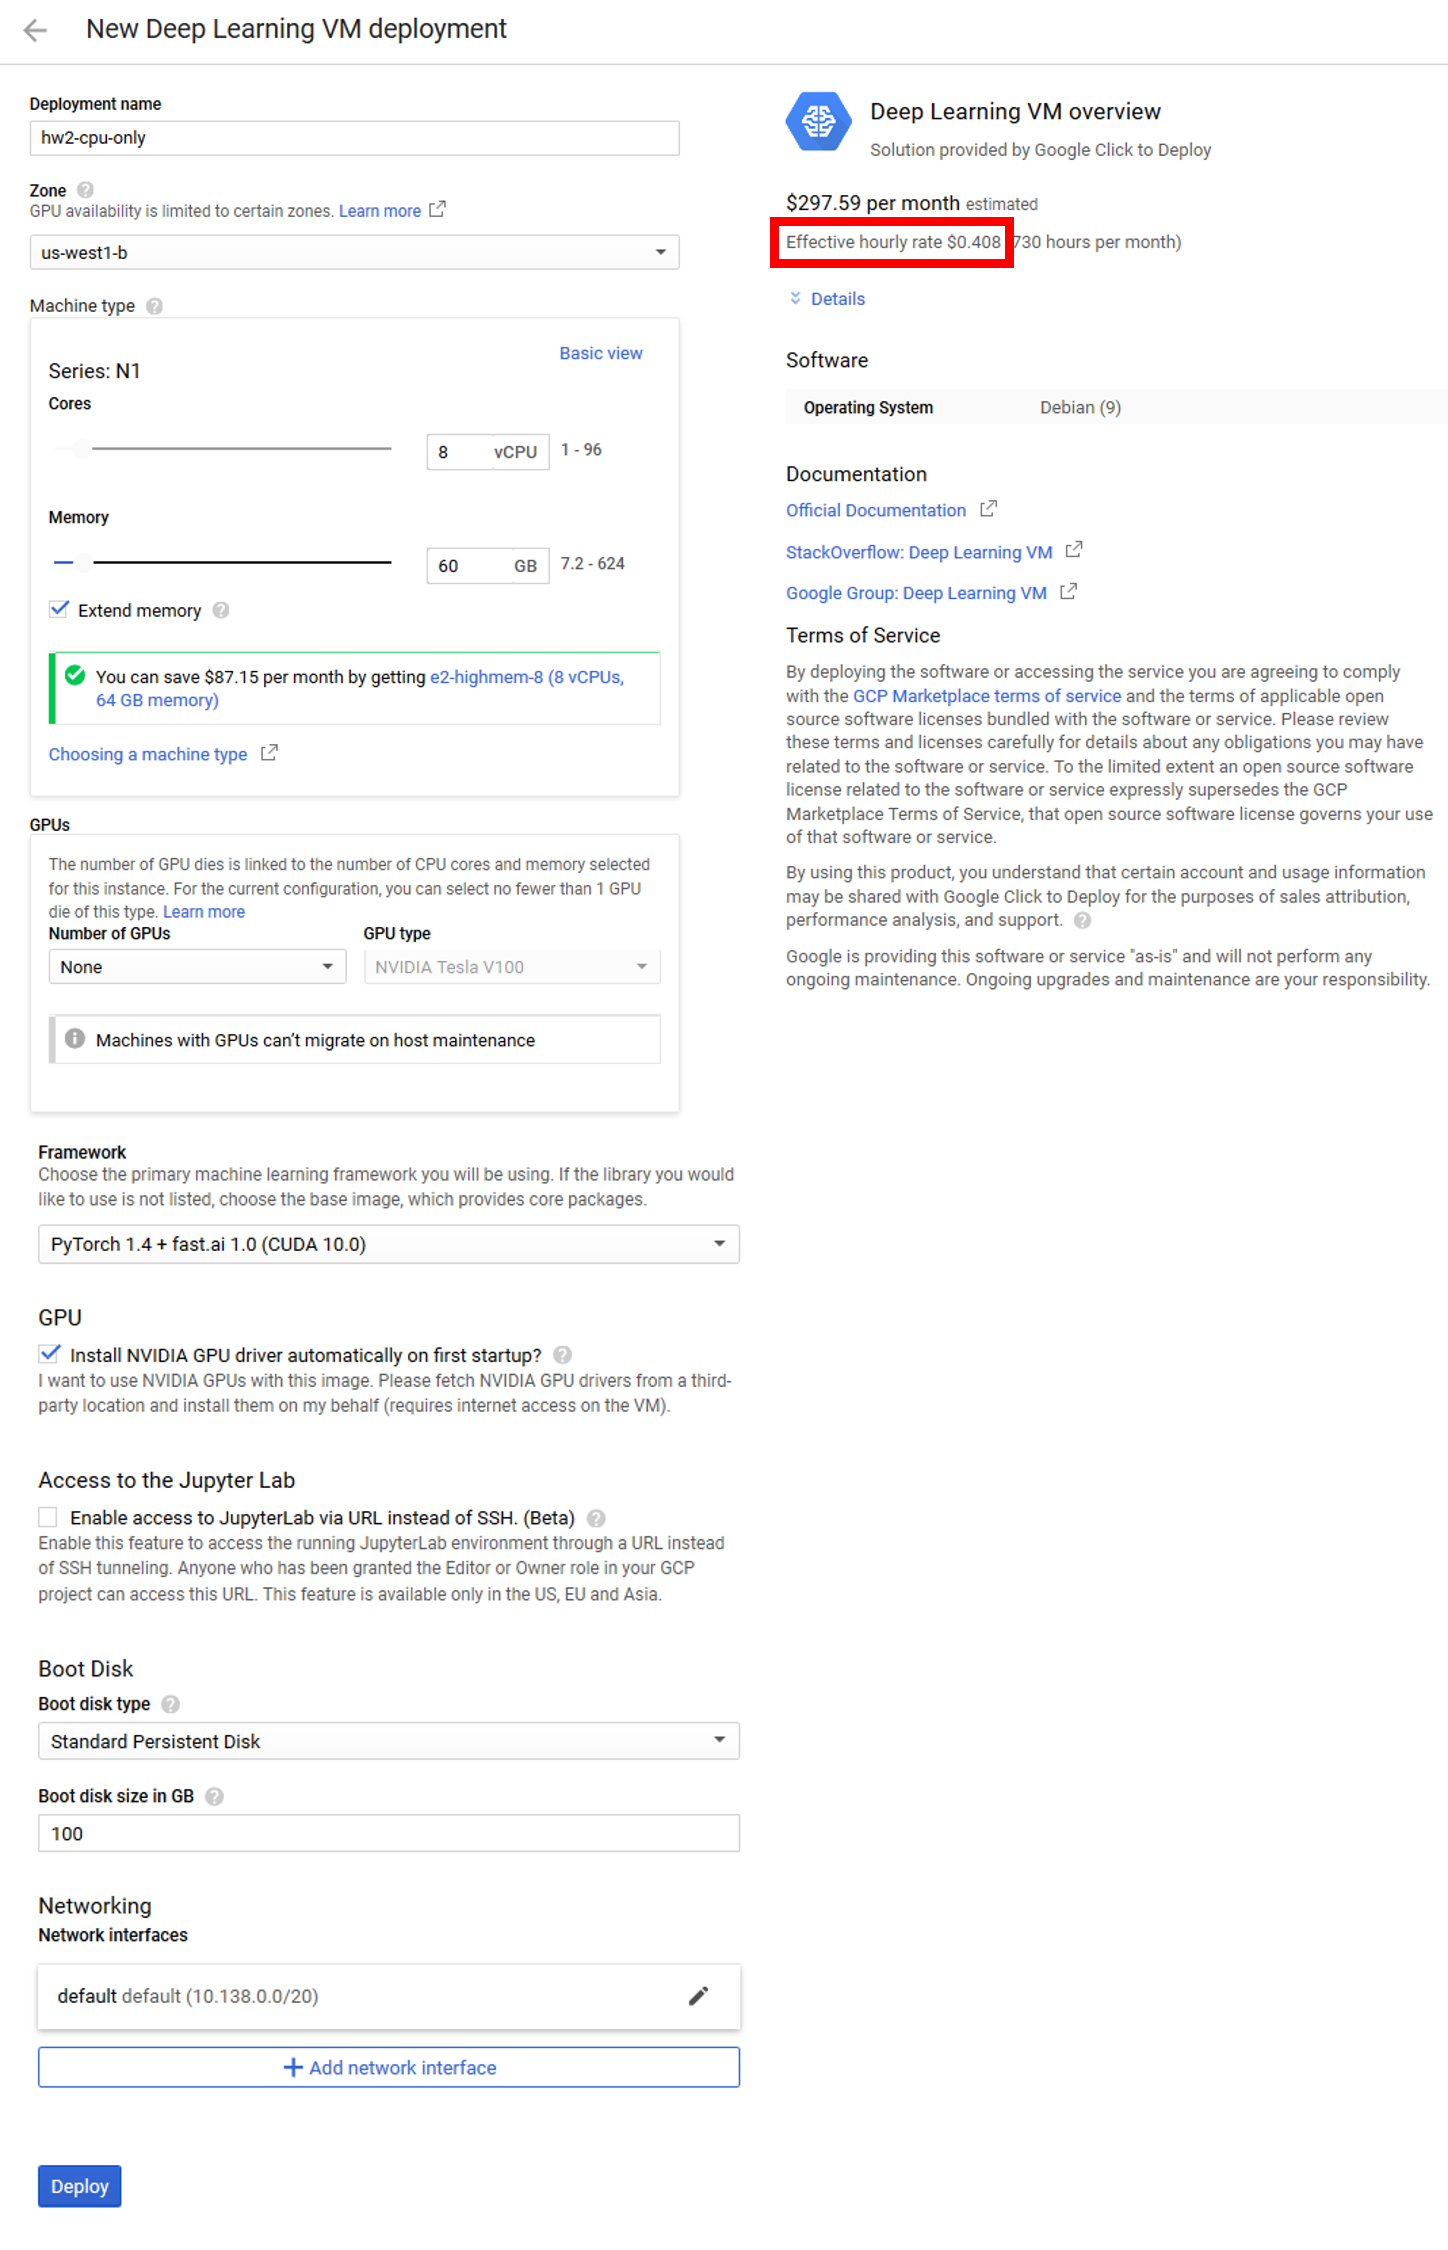 New Deep Learning VM deployment
Deployment name
hw2-cpu-only
Zone
GPU availability is limited to certain zones. Learn more
us-west1-b
Machine type
Basic view
Series: N1
Cores
8 vCPU 1 - 96
Memory
60 GB 7.2 - 624
Extend memory
You can save $87.15 per month by getting e2-highmem-8 (8 vCPUs,
64 GB memory)
Choosing a machine type
GPUs
The number of GPU dies is linked to the number of CPU cores and memory selected
for this instance. For the current configuration, you can select no fewer than 1 GPU
die of this type. Learn more
Number of GPUs GPU type
None NVIDIA Tesla V100
Machines with GPUs can't migrate on host maintenance
Framework
Choose the primary machine learning framework you will be using. If the library you would
like to use is not listed, choose the base image, which provides core packages.
PyTorch 1.4 + fast.ai 1.0 (CUDA 10.0)
GPU
Install NVIDIA GPU driver automatically on first startup?
I want to use NVIDIA GPUs with this image. Please fetch NVIDIA GPU drivers from a third-
party location and install them on my behalf (requires internet access on the VM).
Access to the Jupyter Lab
Enable access to JupyterLab via URL instead of SSH. (Beta)
Enable this feature to access the running JupyterLab environment through a URL instead
of SSH tunneling. Anyone who has been granted the Editor or Owner role in your GCP
project can access this URL. This feature is available only in the US, EU and Asia.
Boot Disk
Boot disk type
Standard Persistent Disk
Boot disk size in GB
100
Networking
Network interfaces
default default (10.138.0.0/20)
Add network interface
Deploy
Deep Learning VM overview
Solution provided by Google Click to Deploy
$297.59 per month estimated
Effective hourly rate $0.408 730 hours per month)
Details
Software
Operating System Debian (9)
Documentation
Official Documentation
StackOverflow: Deep Learning VM
Google Group: Deep Learning VM
Terms of Service
By deploying the software or accessing the service you are agreeing to comply
with the GCP Marketplace terms of service and the terms of applicable open
source software licenses bundled with the software or service. Please review
these terms and licenses carefully for details about any obligations you may have
related to the software or service. To the limited extent an open source software
license related to the software or service expressly supersedes the GCP
Marketplace Terms of Service, that open source software license governs your use
of that software or service.
By using this product, you understand that certain account and usage information
may be shared with Google Click to Deploy for the purposes of sales attribution,
performance analysis, and support.
Google is providing this software or service "as-is" and will not perform any
ongoing maintenance. Ongoing upgrades and maintenance are your responsibility.